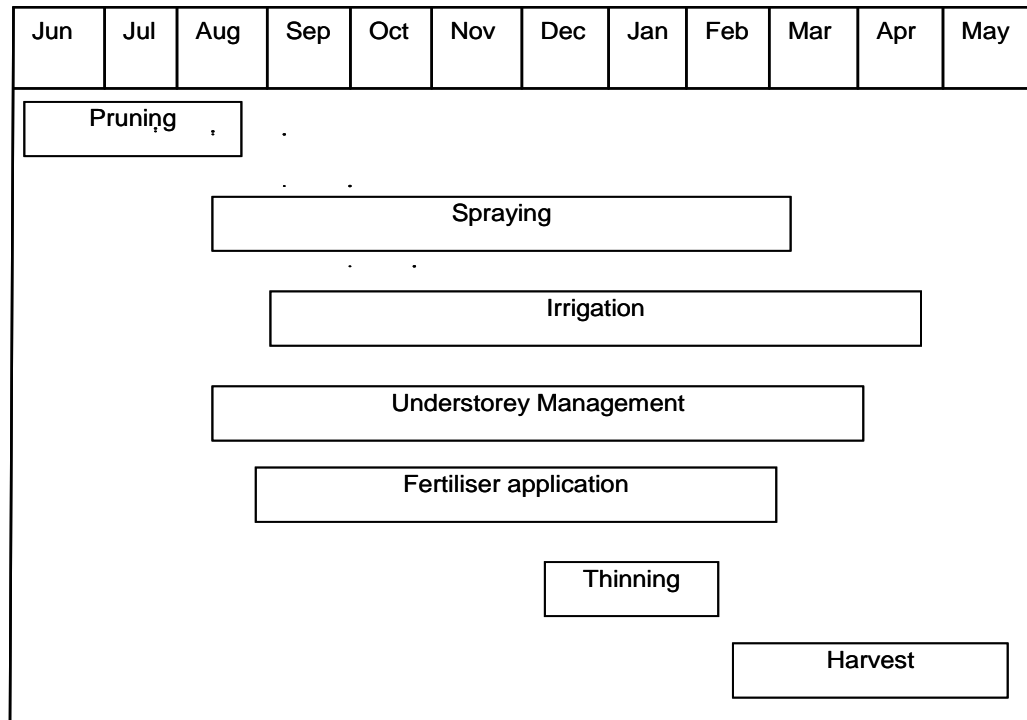 Jun Jul Aug Sep Oct Nov Dec Jan Feb Mar Apr May
Pruning
Spraying
Irrigation
Understorey Management
Fertiliser application
Thinning
Harvest